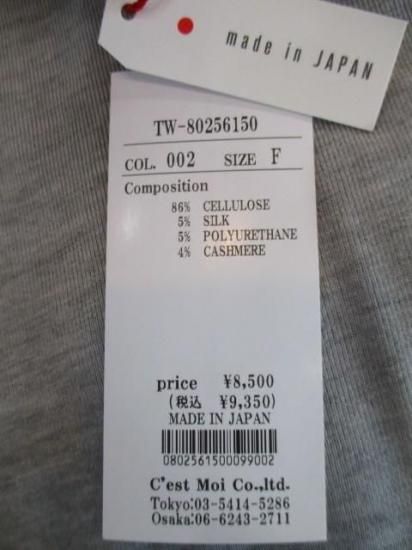 made in JAPAN
TW-80256150
COL. 002 SIZE F
Composition
86% CELLULOSE
5% SILK
5% POLYURETHANE
4% CASHMERE
price ¥8,500
(税込 ¥9,350)
MADE IN JAPAN
0802561500099002
C'est Moi Co.,ltd.
Tokyo:03-5414-5286
Osaka:06-6243-2711